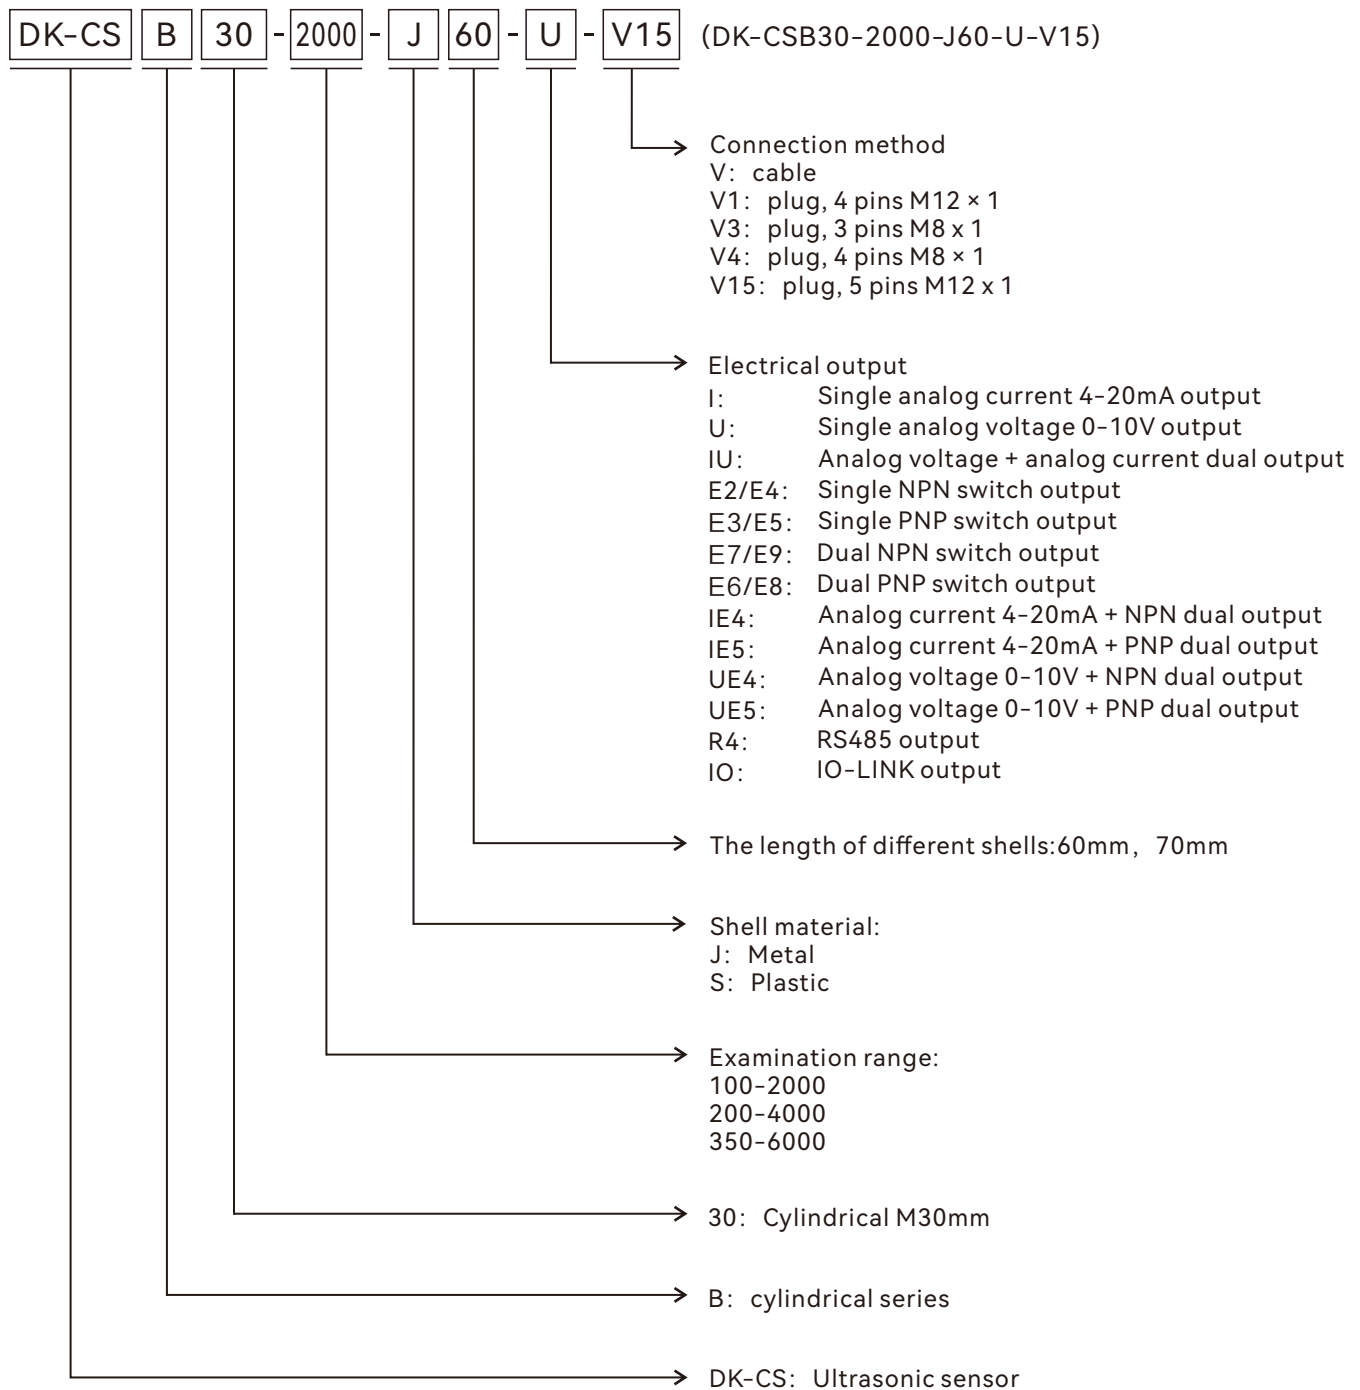 DK-CS B 30 - 2000 - J 60 - U - V15 (DK-CSB30-2000-J60-U-V15)
Connection method
V: cable
V1: plug, 4 pins M12 × 1
V3: plug, 3 pins M8 x 1
V4: plug, 4 pins M8 × 1
V15: plug, 5 pins M12 x 1
Electrical output
I: Single analog current 4-20mA output
U: Single analog voltage 0-10V output
IU: Analog voltage + analog current dual output
E2/E4: Single NPN switch output
E3/E5: Single PNP switch output
E7/E9: Dual NPN switch output
E6/E8: Dual PNP switch output
IE4: Analog current 4-20mA + NPN dual output
IE5: Analog current 4-20mA + PNP dual output
UE4: Analog voltage 0-10V + NPN dual output
UE5: Analog voltage 0-10V + PNP dual output
R4: RS485 output
IO: IO-LINK output
The length of different shells:60mm, 70mm
Shell material:
J: Metal
S: Plastic
Examination range:
100-2000
200-4000
350-6000
30: Cylindrical M30mm
B: cylindrical series
DK-CS: Ultrasonic sensor